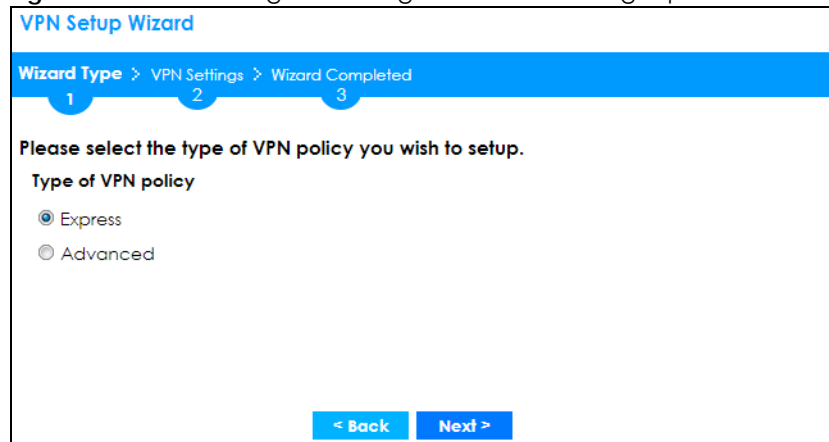 VPN Setup Wizard
Wizard Type > VPN Settings > Wizard Completed
1 2 3
Please select the type of VPN policy you wish to setup.
Type of VPN policy
Express
Advanced
< Back Next >